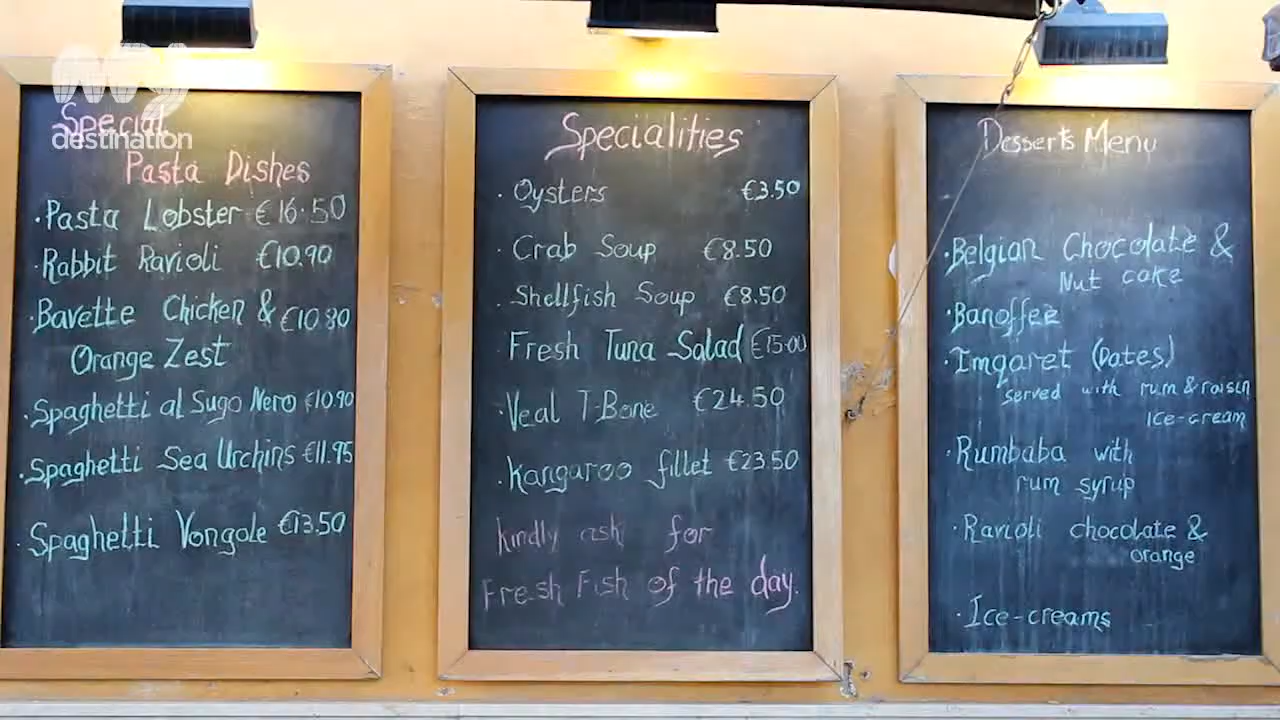 my
destination
Special
Pasta Dishes
· Pasta Lobster €16.50
· Rabbit Ravioli €10.90
· Bavette Chicken & €10.80
Orange Zest
· Spaghetti al Sugo Nero €10.90
· Spaghetti Sea Urchins €11.95
· Spaghetti Vongole €13.50
Specialities
· Oysters €3.50
· Crab Soup €8.50
· Shellfish Soup €8.50
Fresh Tuna Salad €15.00
· Veal T-Bone €24.50
· Kangaroo fillet €23.50
kindly ask for
Fresh Fish of the day.
Desserts Menu
· Belgian Chocolate &
Nut cake
· Banoffee
· Imqaret (Dates)
served with rum & raisin
Ice-cream
· Rumbaba with
rum syrup
· Ravioli chocolate &
orange
· Ice-creams